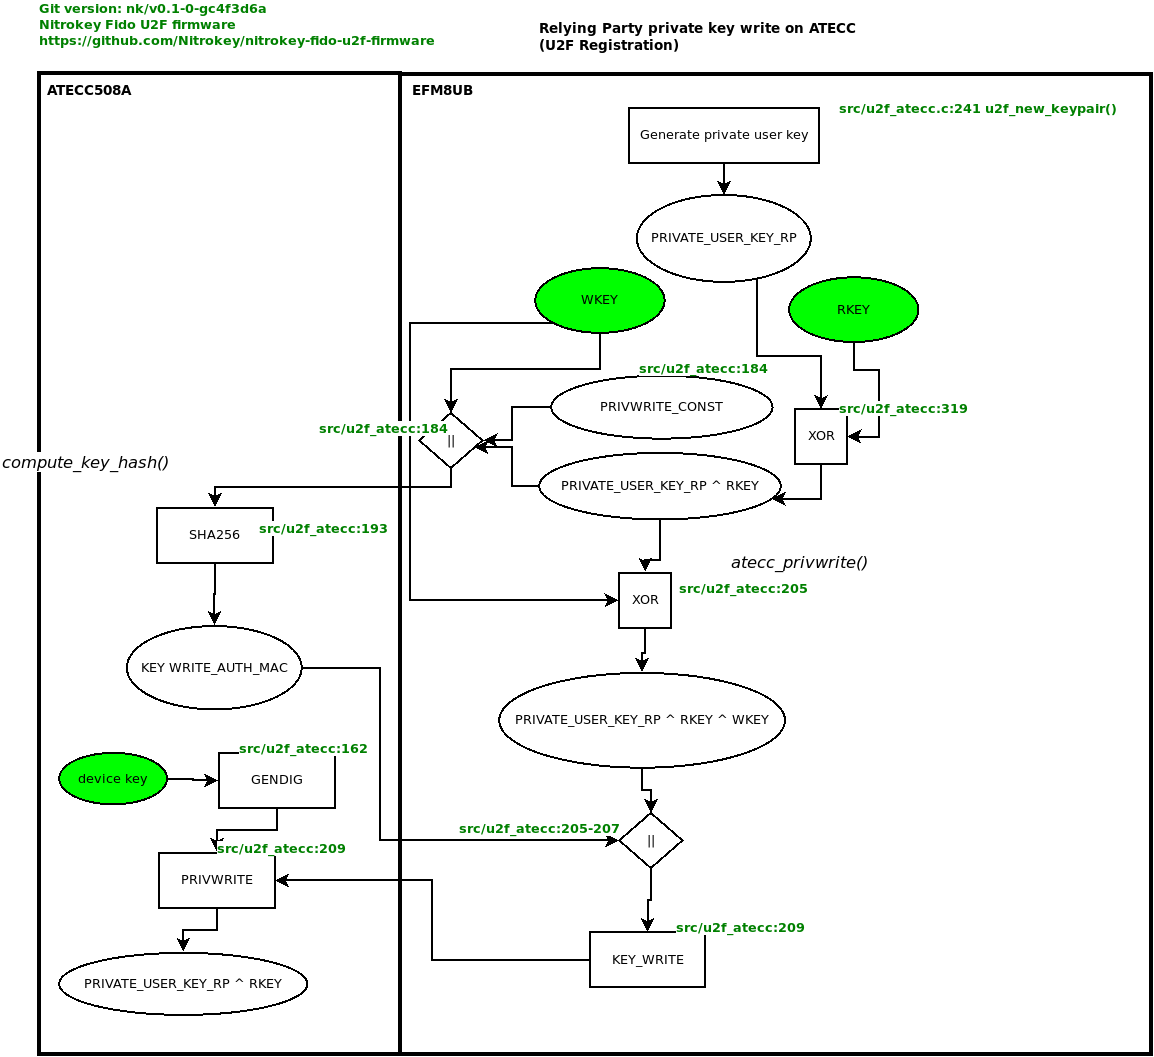 Git version: nk/v0.1-0-gc4f3d6a
Nitrokey Fido U2F firmware
https://github.com/Nitrokey/nitrokey-fido-u2f-firmware
Relying Party private key write on ATECC
(U2F Registration)
ATECC508A
EFM8UB
src/u2f_atecc.c:241 u2f_new_keypair()
Generate private user key
PRIVATE_USER_KEY_RP
WKEY
RKEY
src/u2f_atecc:184
PRIVWRITE_CONST
src/u2f_atecc:319
XOR
src/u2f_atecc:184
||
compute_key_hash()
PRIVATE_USER_KEY_RP ^ RKEY
SHA256
src/u2f_atecc:193
atecc_privwrite()
XOR
src/u2f_atecc:205
KEY WRITE_AUTH_MAC
PRIVATE_USER_KEY_RP ^ RKEY ^ WKEY
src/u2f_atecc:162
device key
GENDIG
src/u2f_atecc:205-207
||
src/u2f_atecc:209
PRIVWRITE
src/u2f_atecc:209
KEY_WRITE
PRIVATE_USER_KEY_RP ^ RKEY